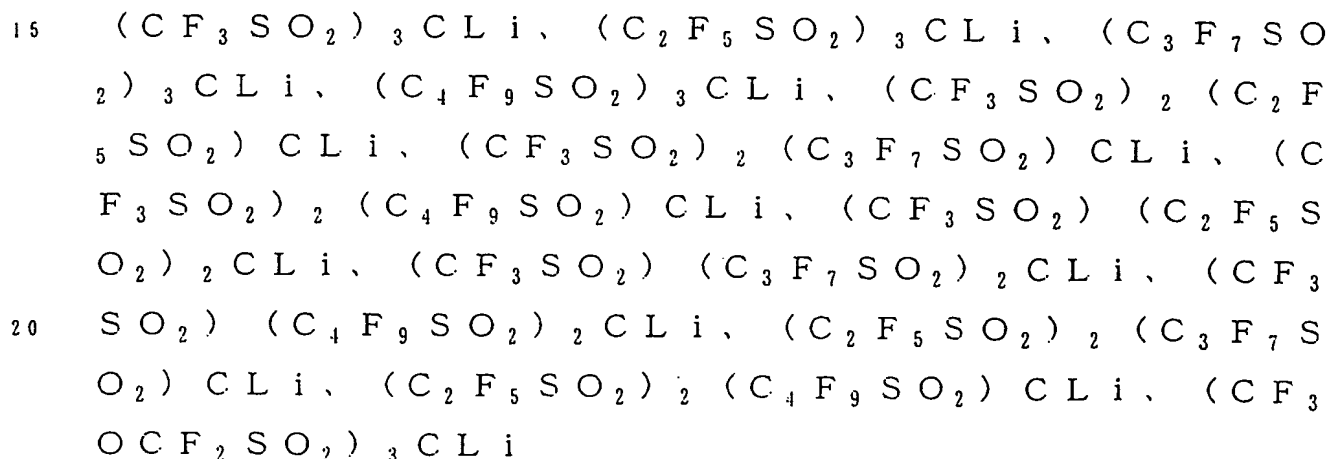 15 (CF₃SO₂)₃CLi、(C₂F₅SO₂)₃CLi、(C₃F₇SO
₂)₃CLi、(C₄F₉SO₂)₃CLi、(CF₃SO₂)₂(C₂F
₅SO₂)CLi、(CF₃SO₂)₂(C₃F₇SO₂)CLi、(C
F₃SO₂)₂(C₄F₉SO₂)CLi、(CF₃SO₂)(C₂F₅S
O₂)₂CLi、(CF₃SO₂)(C₃F₇SO₂)₂CLi、(CF₃
20 SO₂)(C₄F₉SO₂)₂CLi、(C₂F₅SO₂)₂(C₃F₇S
O₂)CLi、(C₂F₅SO₂)₂(C₄F₉SO₂)CLi、(CF₃
OCF₂SO₂)₃CLi